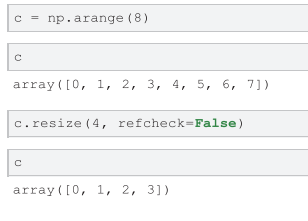 c = np.arange(8)
c
array([0, 1, 2, 3, 4, 5, 6, 7])
c.resize(4, refcheck=False)
c
array([0, 1, 2, 3])